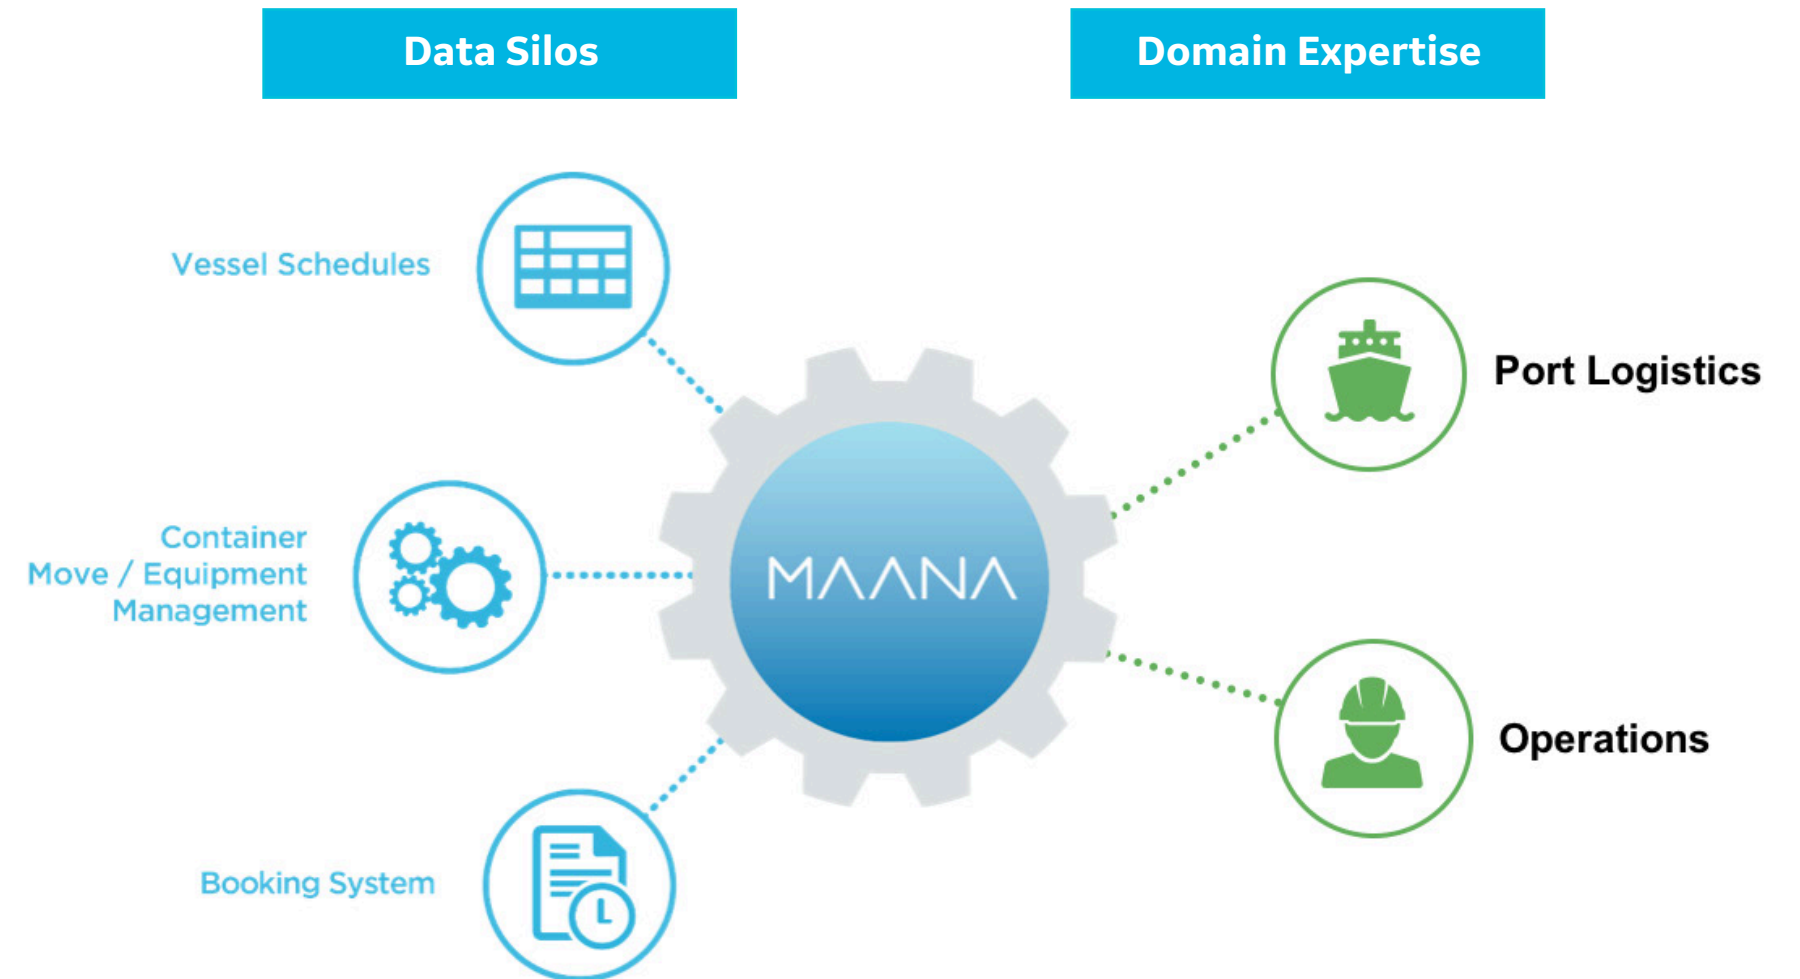 Data Silos
Domain Expertise
Vessel Schedules
Port Logistics
Container
Move / Equipment
Management
MAANA
Operations
Booking System